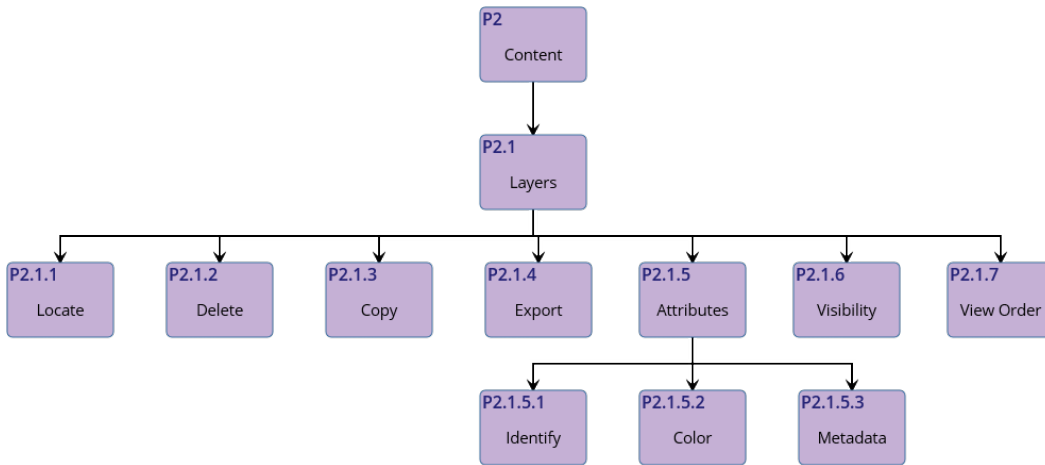 P2
Content
P2.1
Layers
P2.1.1
Locate
P2.1.2
Delete
P2.1.3
Copy
P2.1.4
Export
P2.1.5
Attributes
P2.1.6
Visibility
P2.1.7
View Order
P2.1.5.1
Identify
P2.1.5.2
Color
P2.1.5.3
Metadata